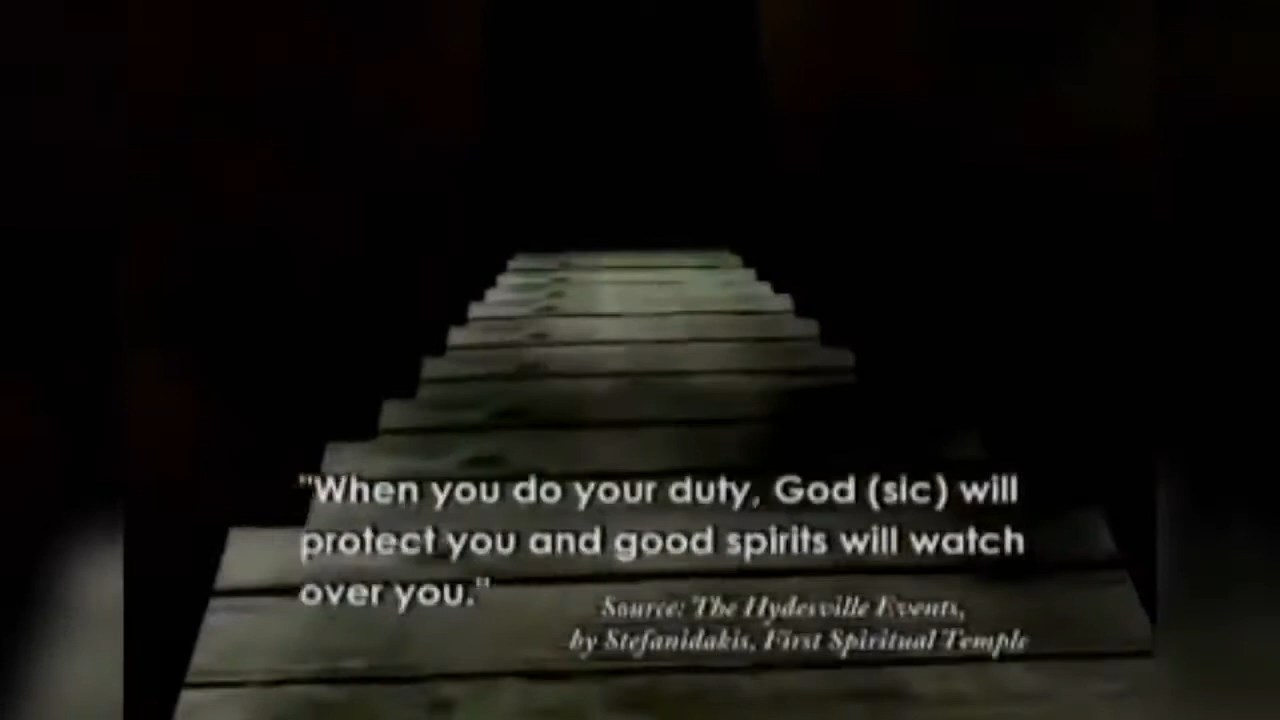 "When you do your duty, God (sic) will
protect you and good spirits will watch
over you."
Source: The Hydesville Events,
by Stefanidakis, First Spiritual Temple